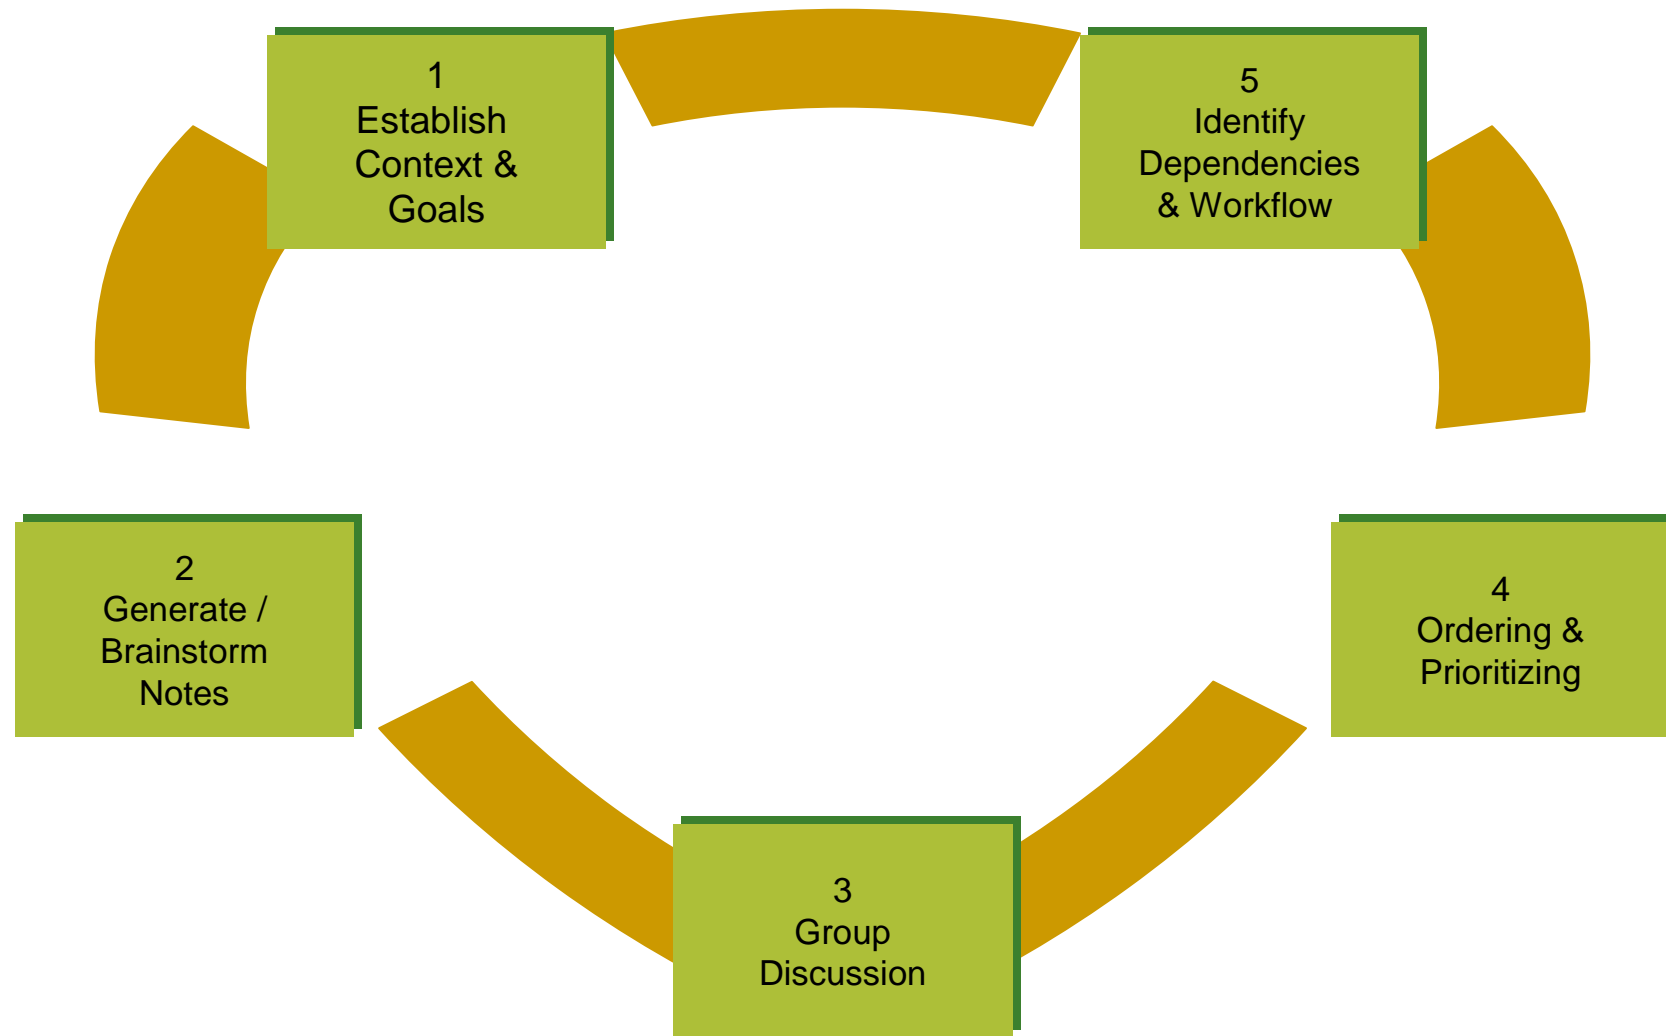 1
Establish
Context &
Goals
2
Generate /
Brainstorm
Notes
3
Group
Discussion
4
Ordering &
Prioritizing
5
Identify
Dependencies
& Workflow